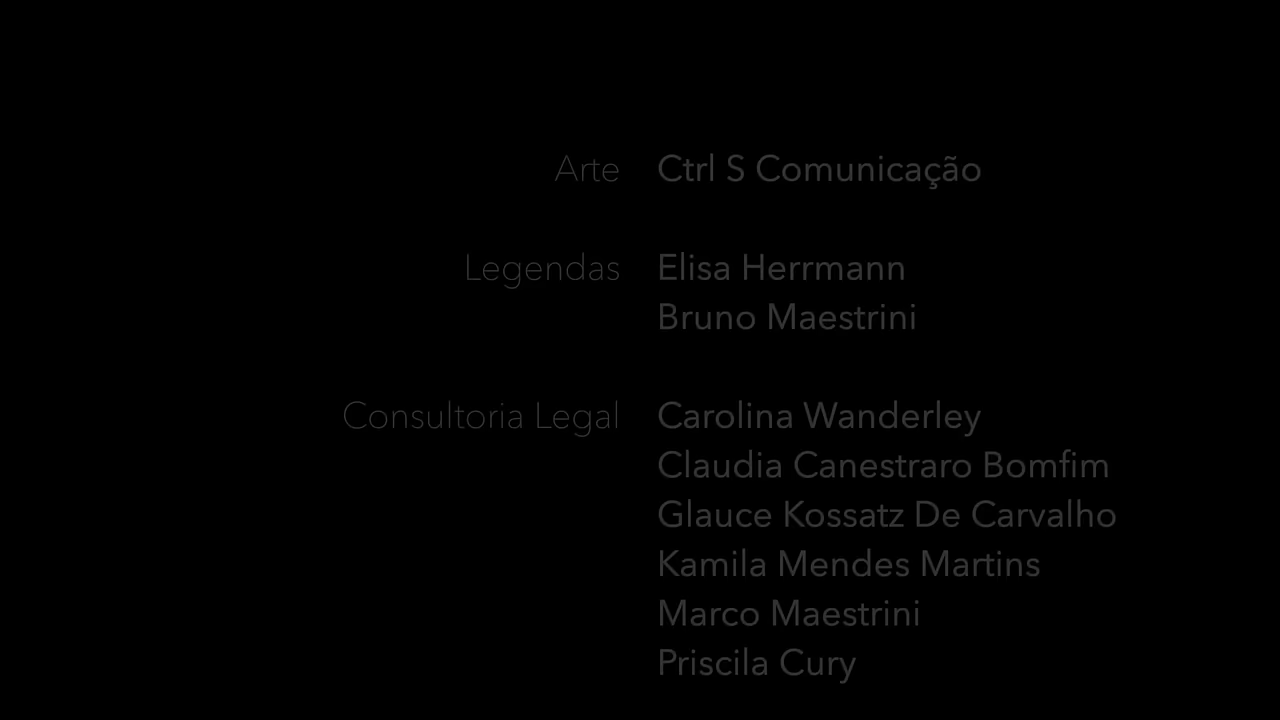 Arte Ctrl S Comunicação
Legendas Elisa Herrmann
Bruno Maestrini
Consultoria Legal Carolina Wanderley
Claudia Canestraro Bomfim
Glauce Kossatz De Carvalho
Kamila Mendes Martins
Marco Maestrini
Priscila Cury